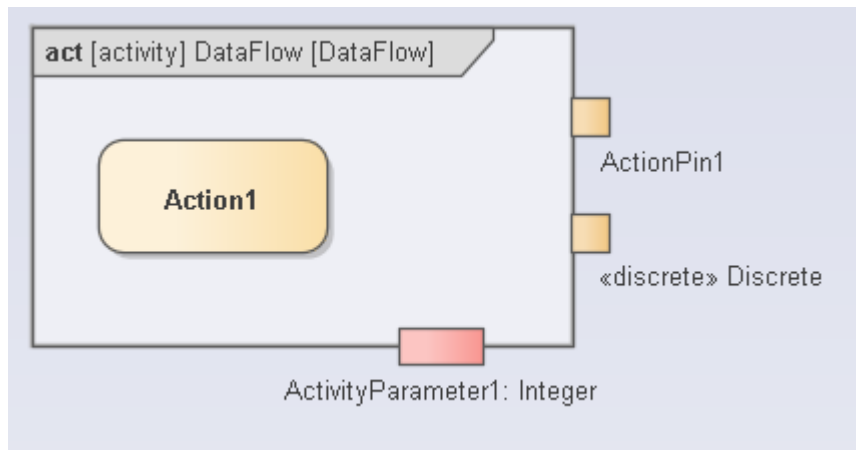 act [activity] DataFlow [DataFlow]
ActionPin1
Action1
«discrete» Discrete
ActivityParameter1: Integer